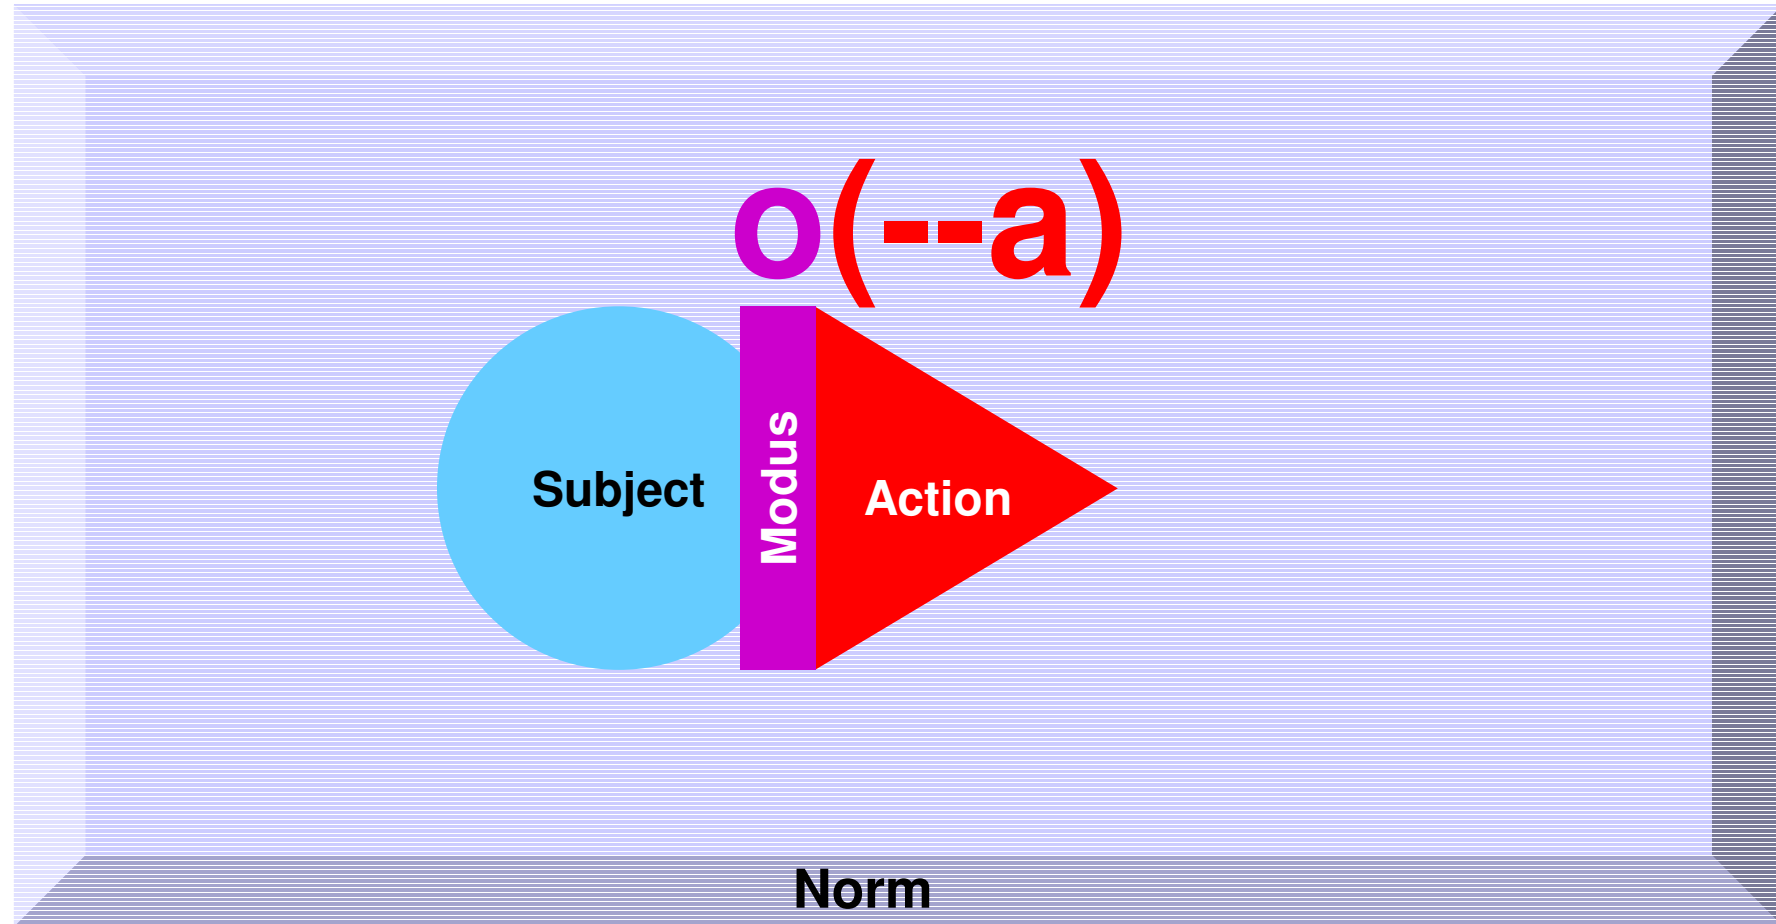 o(--a)
Subject
Modus
Action
Norm